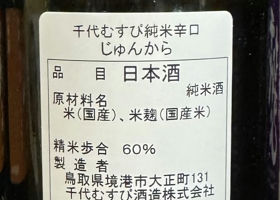 千代むすび純米辛口
じゅんから
品目 日本酒
純米酒
原材料名
米(国産)、米麹(国産米)
精米歩合 60%
製造者
鳥取県境港市大正町131
千代むすび酒造株式会社